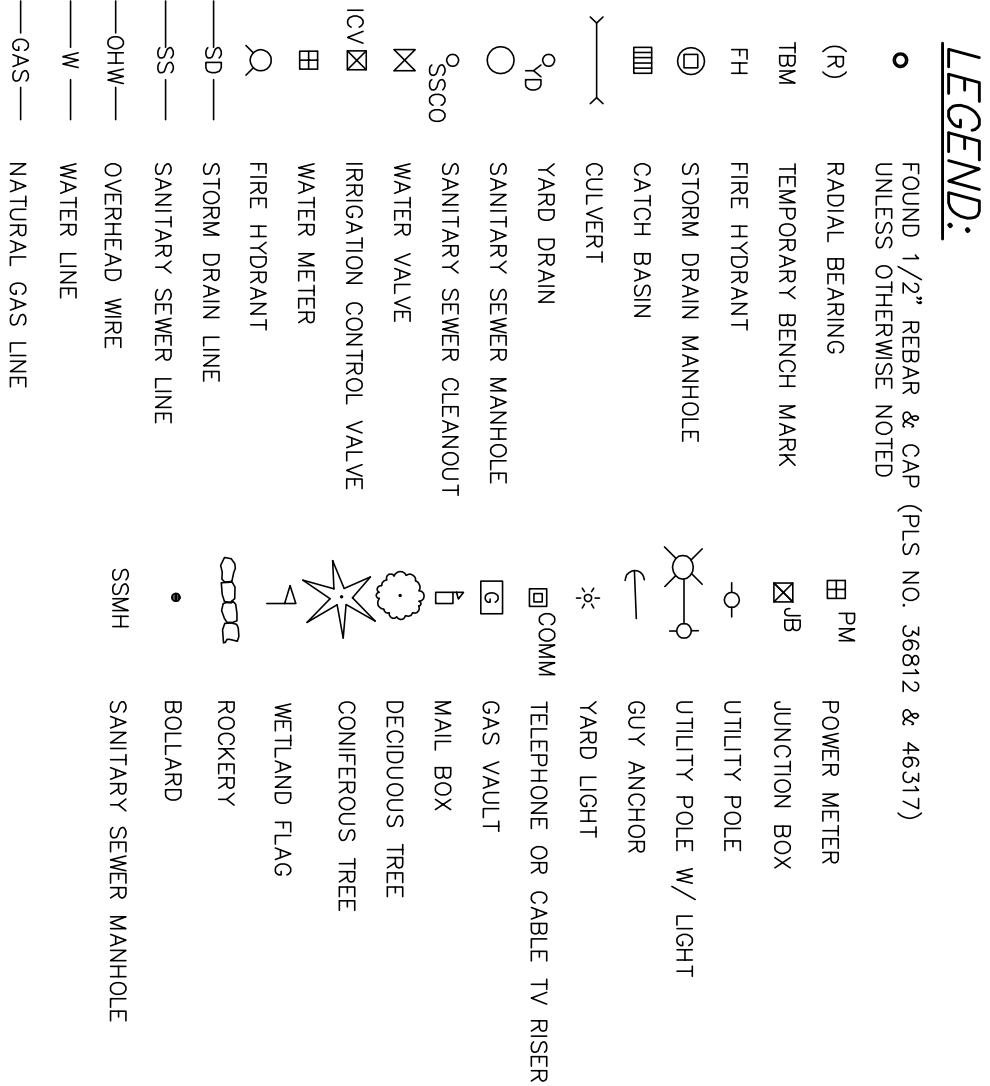 LEGEND:
FOUND 1/2" REBAR & CAP (PLS NO. 36812 & 46317)
UNLESS OTHERWISE NOTED
(R) RADIAL BEARING
TBM TEMPORARY BENCH MARK
FH FIRE HYDRANT
STORM DRAIN MANHOLE
CATCH BASIN
CULVERT
YD YARD DRAIN
SANITARY SEWER MANHOLE
SSCO SANITARY SEWER CLEANOUT
WATER VALVE
ICV IRRIGATION CONTROL VALVE
WATER METER
FIRE HYDRANT
SD STORM DRAIN LINE
SS SANITARY SEWER LINE
OHW OVERHEAD WIRE
W WATER LINE
GAS NATURAL GAS LINE
PM POWER METER
JB JUNCTION BOX
UTILITY POLE
UTILITY POLE W/ LIGHT
GUY ANCHOR
YARD LIGHT
COMM TELEPHONE OR CABLE TV RISER
G GAS VAULT
MAIL BOX
DECIDUOUS TREE
CONIFEROUS TREE
WETLAND FLAG
ROCKERY
BOLLARD
SSMH SANITARY SEWER MANHOLE